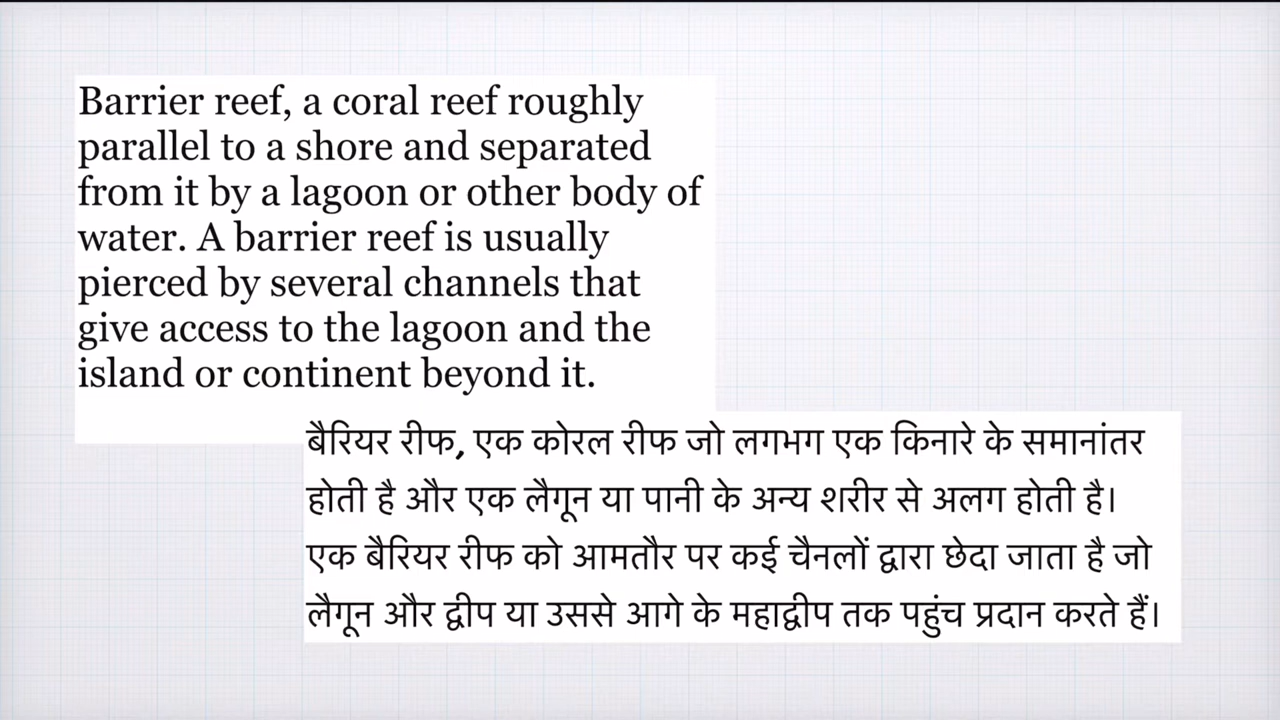 Barrier reef, a coral reef roughly
parallel to a shore and separated
from it by a lagoon or other body of
water. A barrier reef is usually
pierced by several channels that
give access to the lagoon and the
island or continent beyond it.
बैरियर रीफ, एक कोरल रीफ जो लगभग एक किनारे के समानांतर
होती है और एक लैगून या पानी के अन्य शरीर से अलग होती है।
एक बैरियर रीफ को आमतौर पर कई चैनलों द्वारा छेदा जाता है जो
लैगून और द्वीप या उससे आगे के महाद्वीप तक पहुंच प्रदान करते हैं।